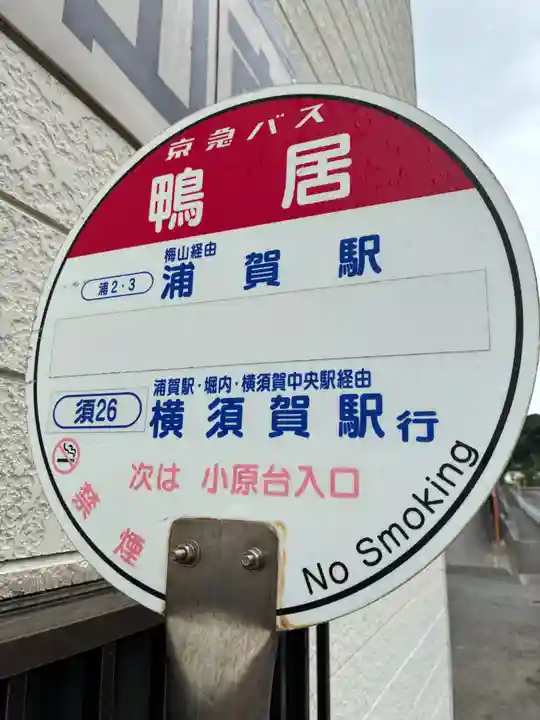 京急バス
鴨居
梅山経由
浦2・3 浦賀駅
浦賀駅・堀内・横須賀中央駅経由
須26 横須賀駅行
次は 小原台入口
禁煙
No Smoking